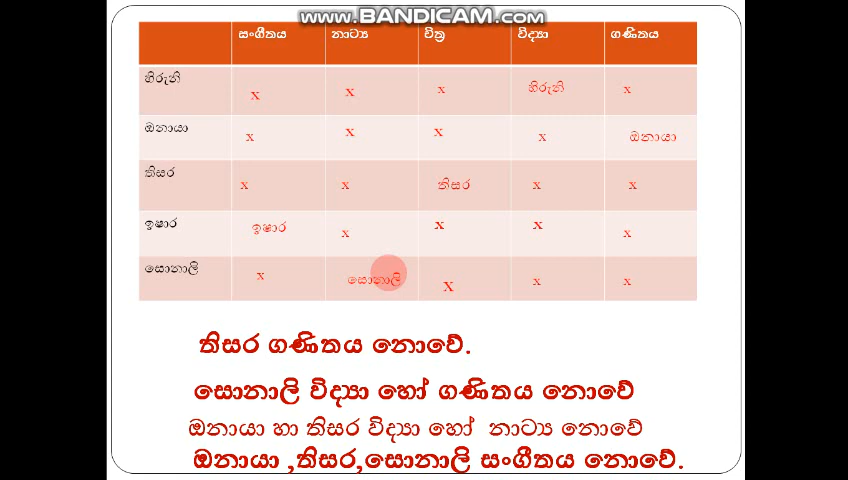 www.BANDICAM.com
සංගීතය නාට්‍ය චිත්‍ර විද්‍යා ගණිතය
හිරුනි x x x හිරුනි x
ඔනායා x x x x ඔනායා
තිසර x x තිසර x x
ඉෂාර ඉෂාර x x x x
සොනාලි x සොනාලි x x x
තිසර ගණිතය නොවේ.
සොනාලි විද්‍යා හෝ ගණිතය නොවේ
ඔනායා හා තිසර විද්‍යා හෝ නාට්‍ය නොවේ
ඔනායා ,තිසර,සොනාලි සංගීතය නොවේ.